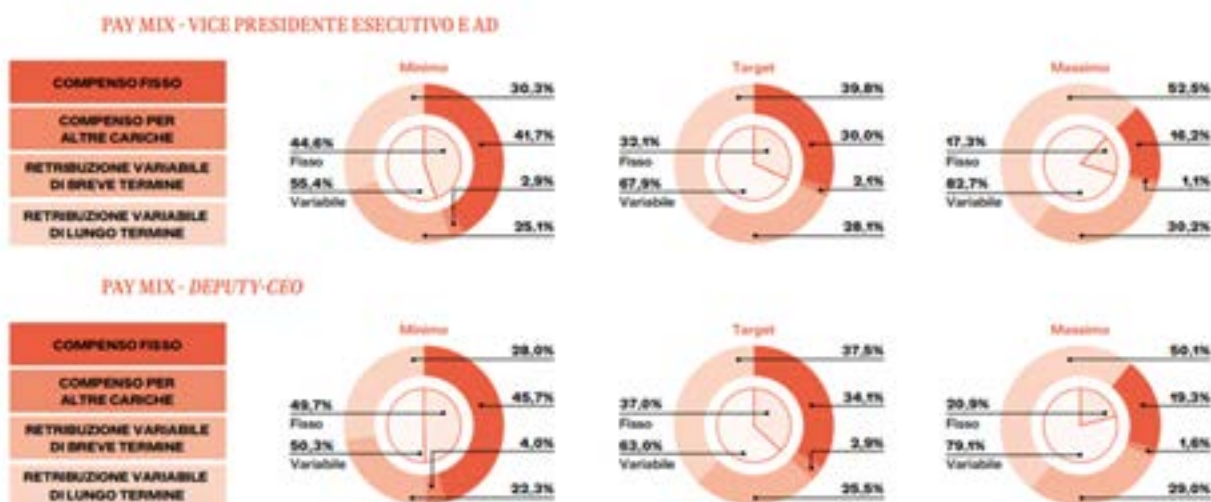 PAY MIX - VICE PRESIDENTE ESECUTIVO E AD
COMPENSO FISSO
COMPENSO PER
ALTRE CARICHE
RETRIBUZIONE VARIABILE
DI BREVE TERMINE
RETRIBUZIONE VARIABILE
DI LUNGO TERMINE
Minimo
30,3%
41,7%
44,6%
Fisso
55,4%
Variabile
2,9%
25,1%
Target
39,8%
30,0%
32,1%
Fisso
67,9%
Variabile
2,1%
28,1%
Massimo
52,5%
16,2%
17,3%
Fisso
82,7%
Variabile
1,1%
30,2%
PAY MIX - DEPUTY-CEO
COMPENSO FISSO
COMPENSO PER
ALTRE CARICHE
RETRIBUZIONE VARIABILE
DI BREVE TERMINE
RETRIBUZIONE VARIABILE
DI LUNGO TERMINE
Minimo
28,0%
45,7%
49,7%
Fisso
50,3%
Variabile
4,0%
22,3%
Target
37,5%
34,1%
37,0%
Fisso
63,0%
Variabile
2,9%
25,5%
Massimo
50,1%
19,3%
20,9%
Fisso
79,1%
Variabile
1,6%
29,0%